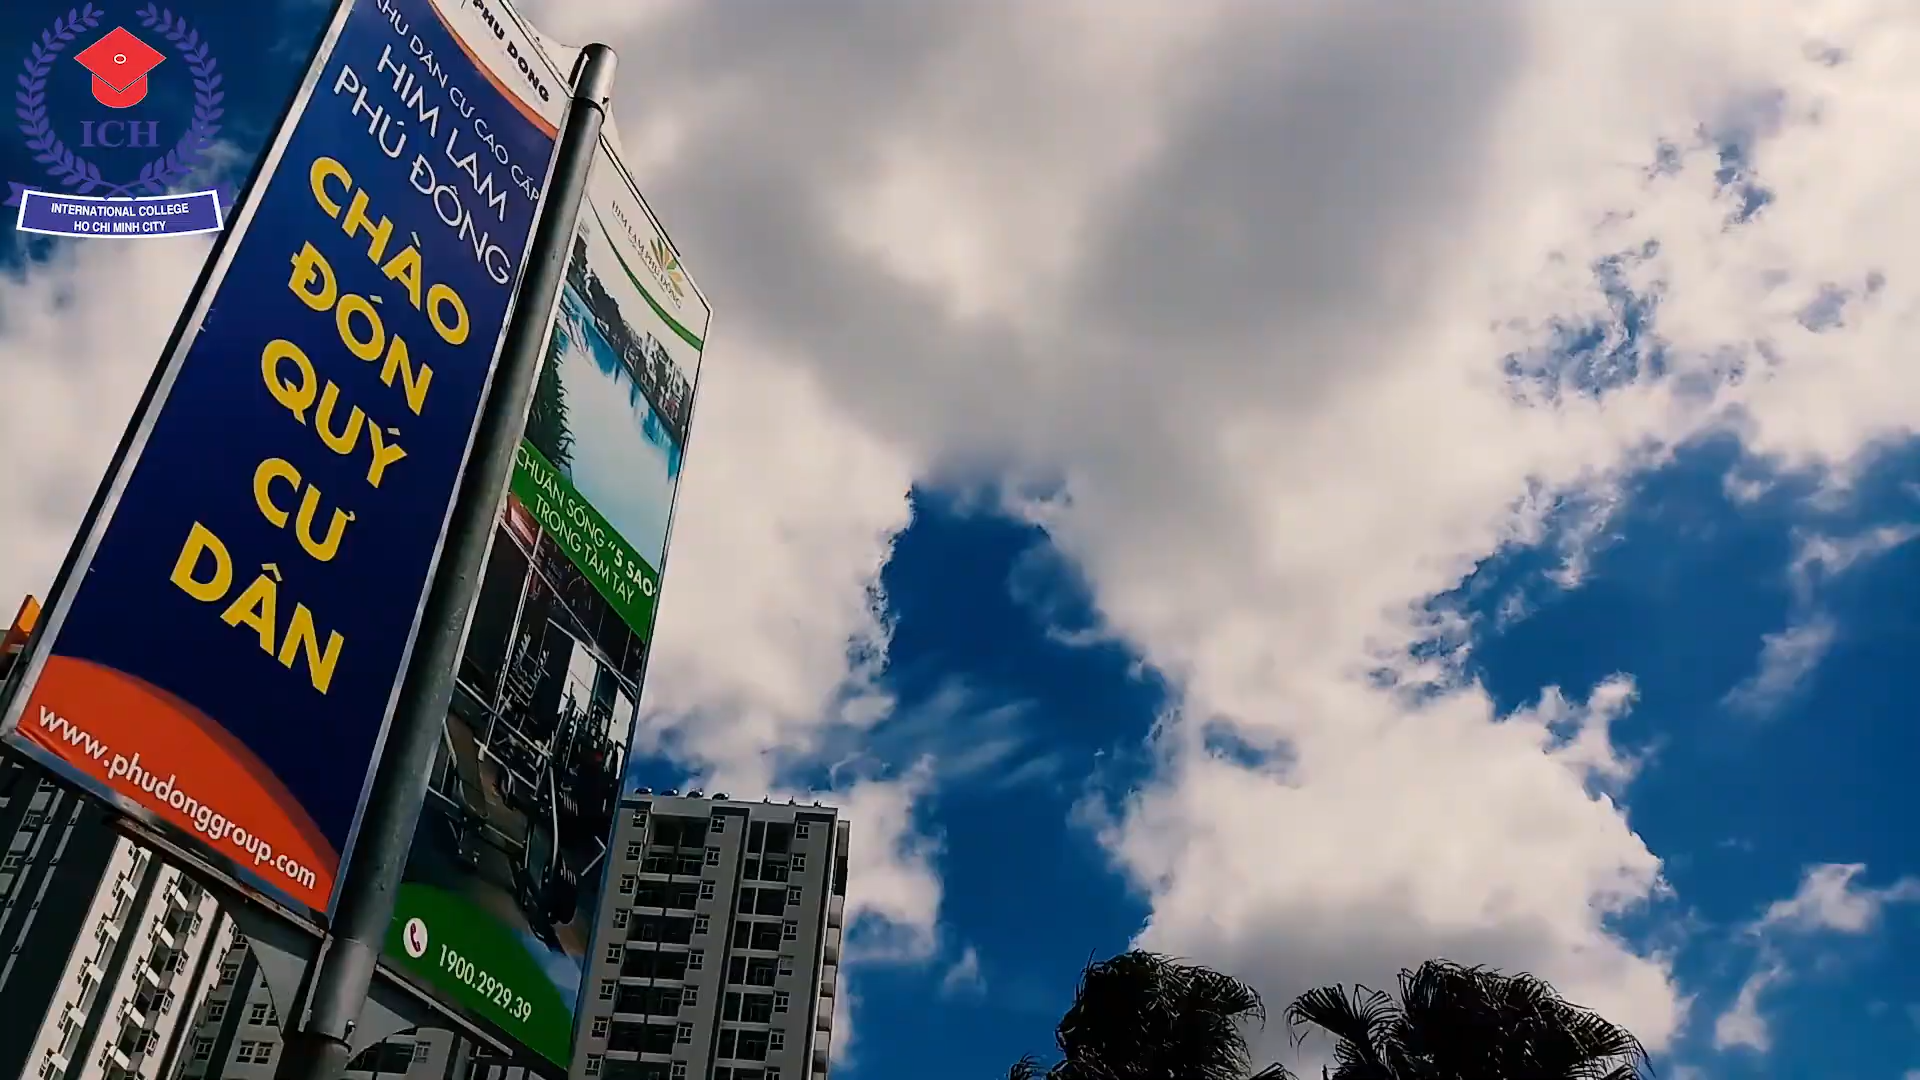 ICH
INTERNATIONAL COLLEGE
HO CHI MINH CITY
PHU DONG
KHU DÂN CƯ CAO CẤP
HIM LAM
PHÚ ĐÔNG
CHÀO
ĐÓN
QUÝ
CƯ
DÂN
www.phudonggroup.com
HIM LAM PHÚ ĐÔNG
CHUẨN SỐNG "5 SAO"
TRONG TẦM TAY
1900.2929.39